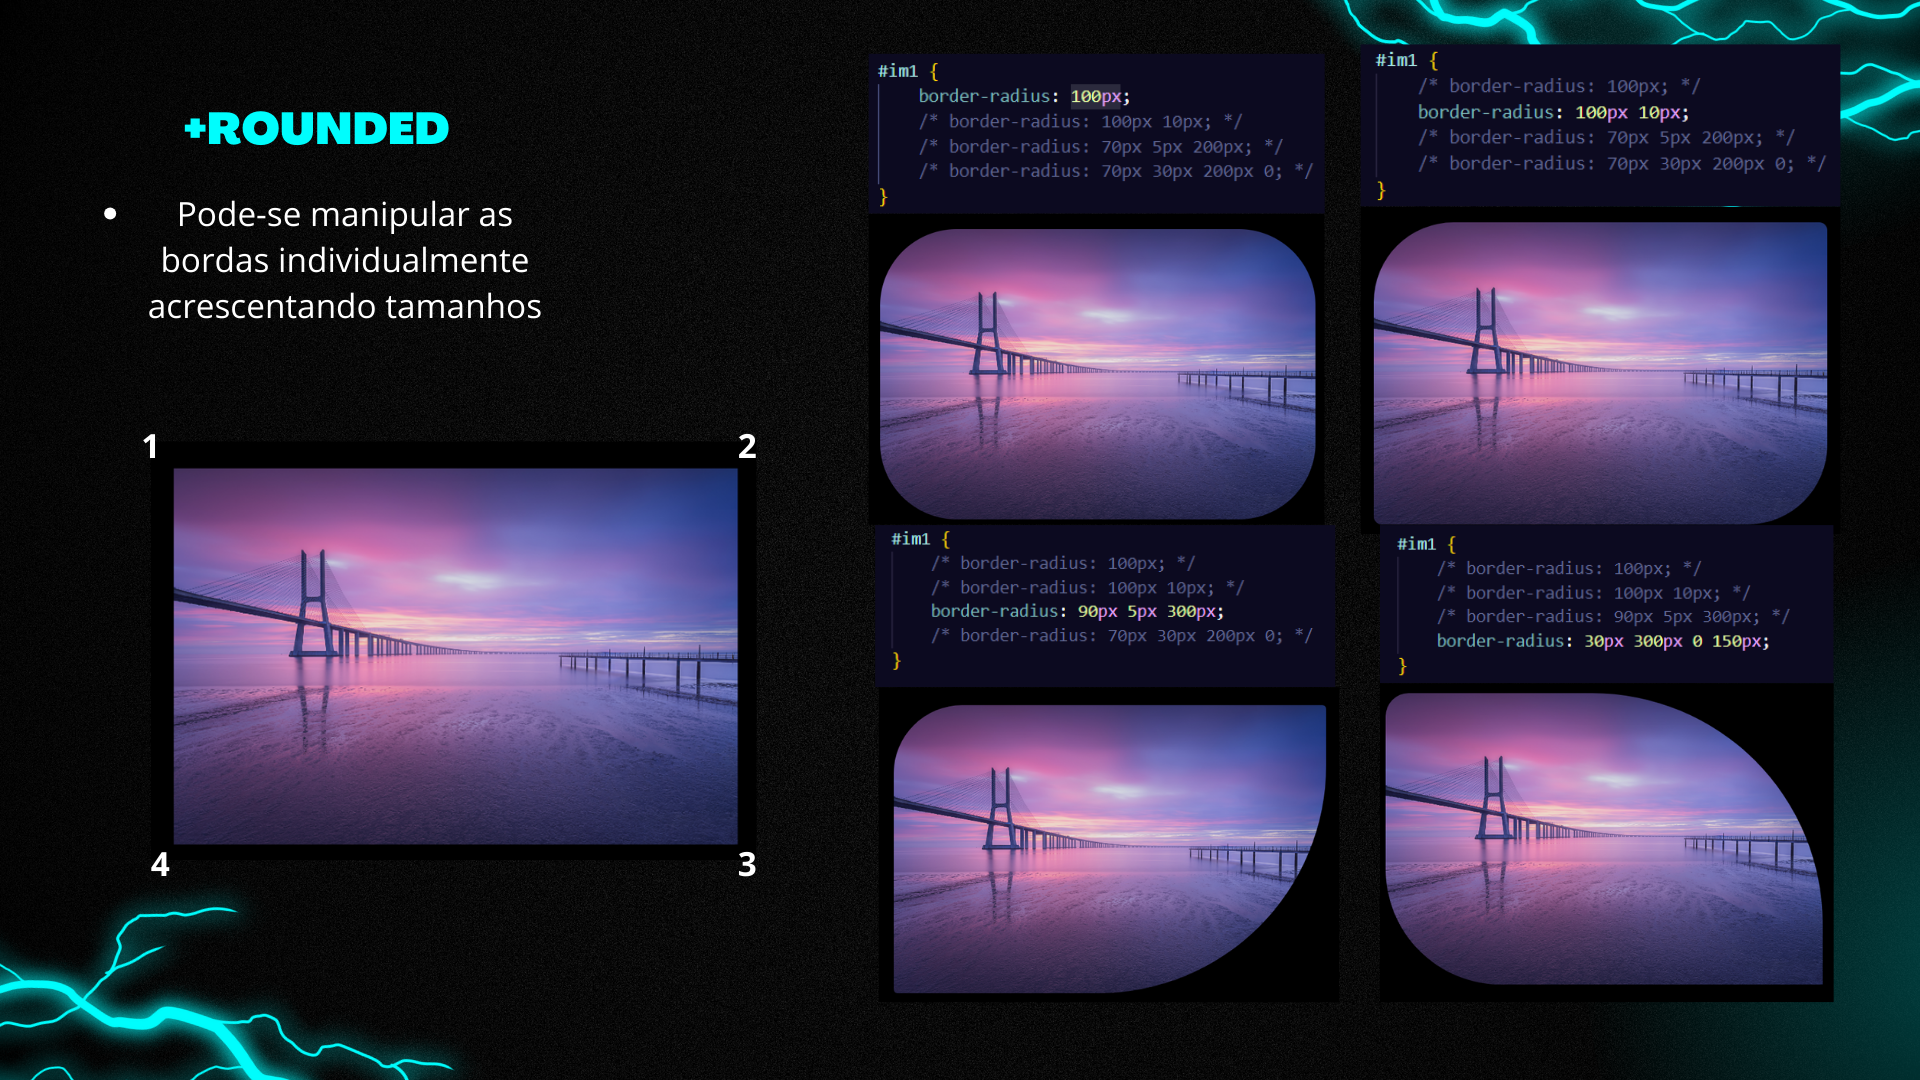 +ROUNDED
• Pode-se manipular as
bordas individualmente
acrescentando tamanhos
1
2
4
3
#im1 {
border-radius: 100px;
/* border-radius: 100px 10px; */
/* border-radius: 70px 5px 200px; */
/* border-radius: 70px 30px 200px 0; */
}
#im1 {
/* border-radius: 100px; */
border-radius: 100px 10px;
/* border-radius: 70px 5px 200px; */
/* border-radius: 70px 30px 200px 0; */
}
#im1 {
/* border-radius: 100px; */
/* border-radius: 100px 10px; */
border-radius: 90px 5px 300px;
/* border-radius: 70px 30px 200px 0; */
}
#im1 {
/* border-radius: 100px; */
/* border-radius: 100px 10px; */
/* border-radius: 90px 5px 300px; */
border-radius: 30px 300px 0 150px;
}